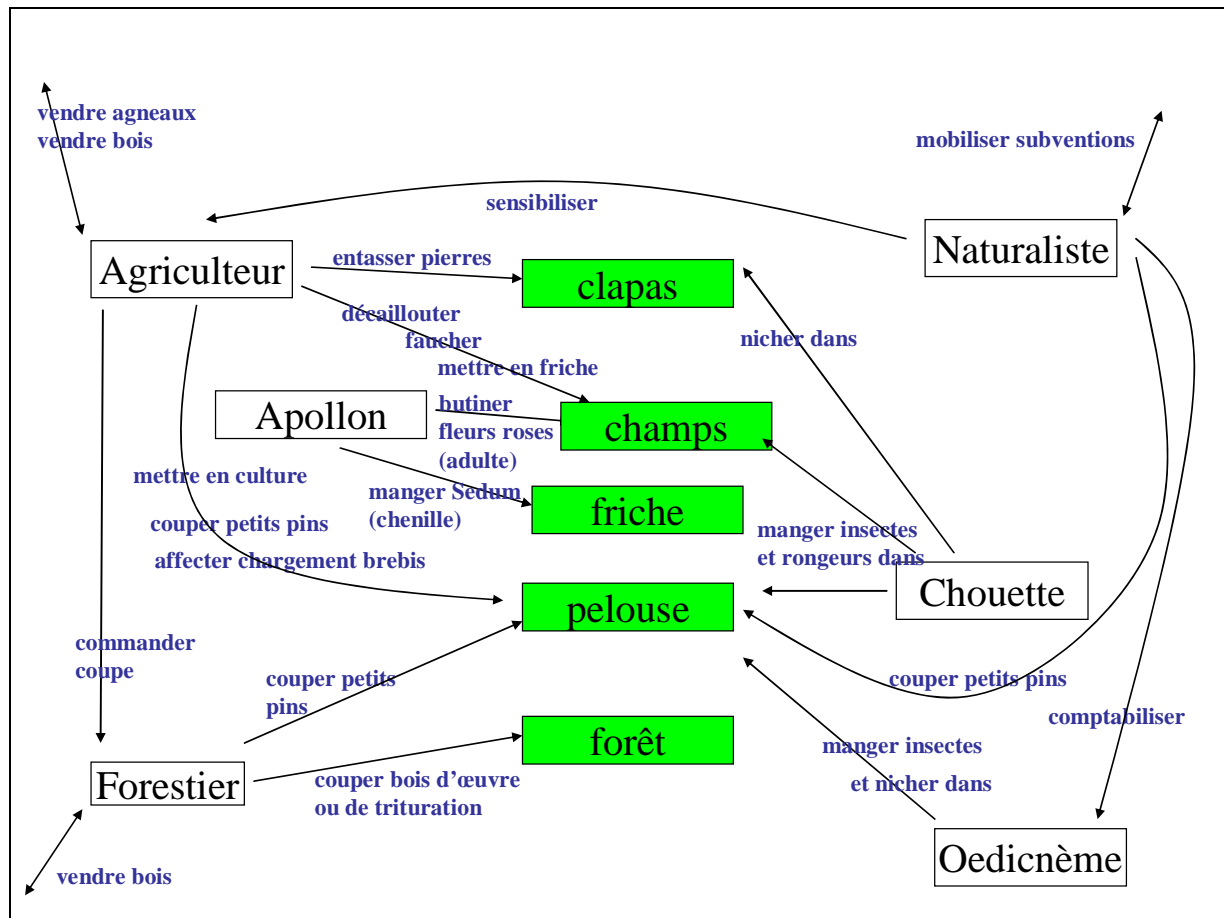 vendre agneaux
vendre bois
mobiliser subventions
sensibiliser
Agriculteur
Naturaliste
entasser pierres
clapas
décaillouter
faucher
mettre en friche
nicher dans
Apollon
butiner
fleurs roses
(adulte)
champs
mettre en culture
manger Sedum
(chenille)
friche
couper petits pins
affecter chargement brebis
manger insectes
et rongeurs dans
Chouette
pelouse
commander
coupe
couper petits
pins
couper petits pins
comptabiliser
forêt
manger insectes
et nicher dans
Forestier
couper bois d’œuvre
ou de trituration
Oedicnème
vendre bois